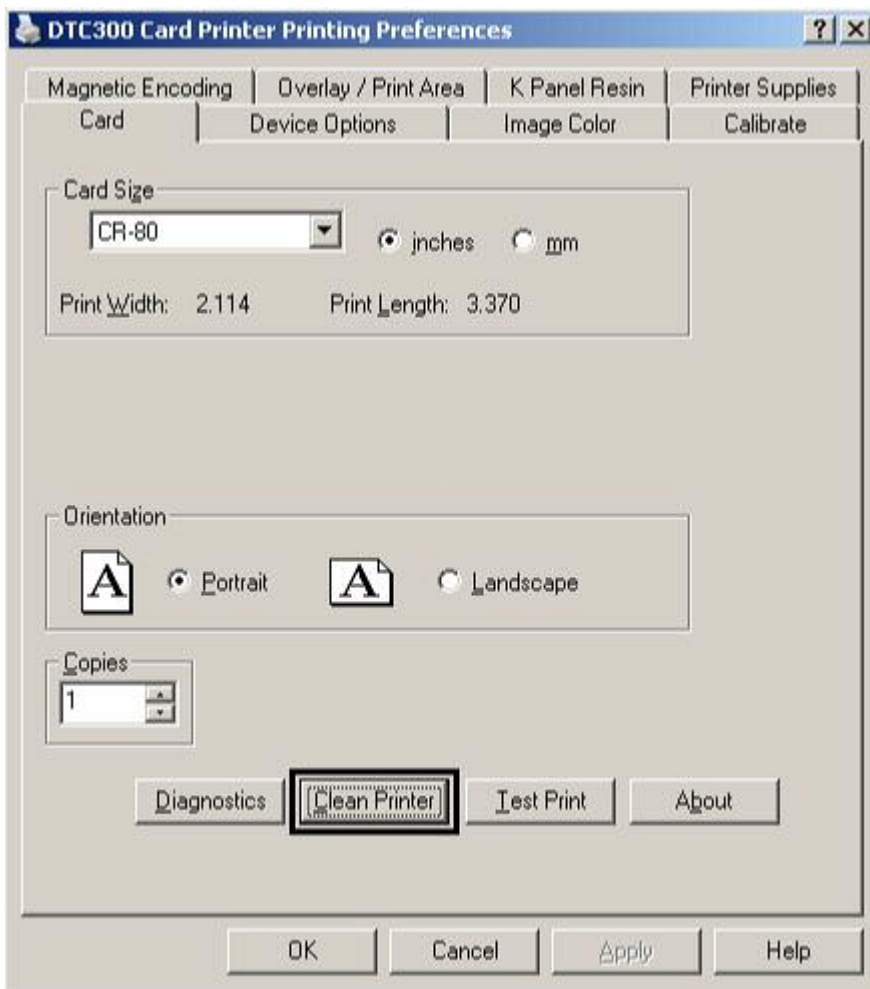 DTC300 Card Printer Printing Preferences
Magnetic Encoding Overlay / Print Area K Panel Resin Printer Supplies
Card Device Options Image Color Calibrate
Card Size
CR-80 inches mm
Print Width: 2.114 Print Length: 3.370
Orientation
A Portrait A Landscape
Copies
1
Diagnostics Clean Printer Test Print About
OK Cancel Apply Help